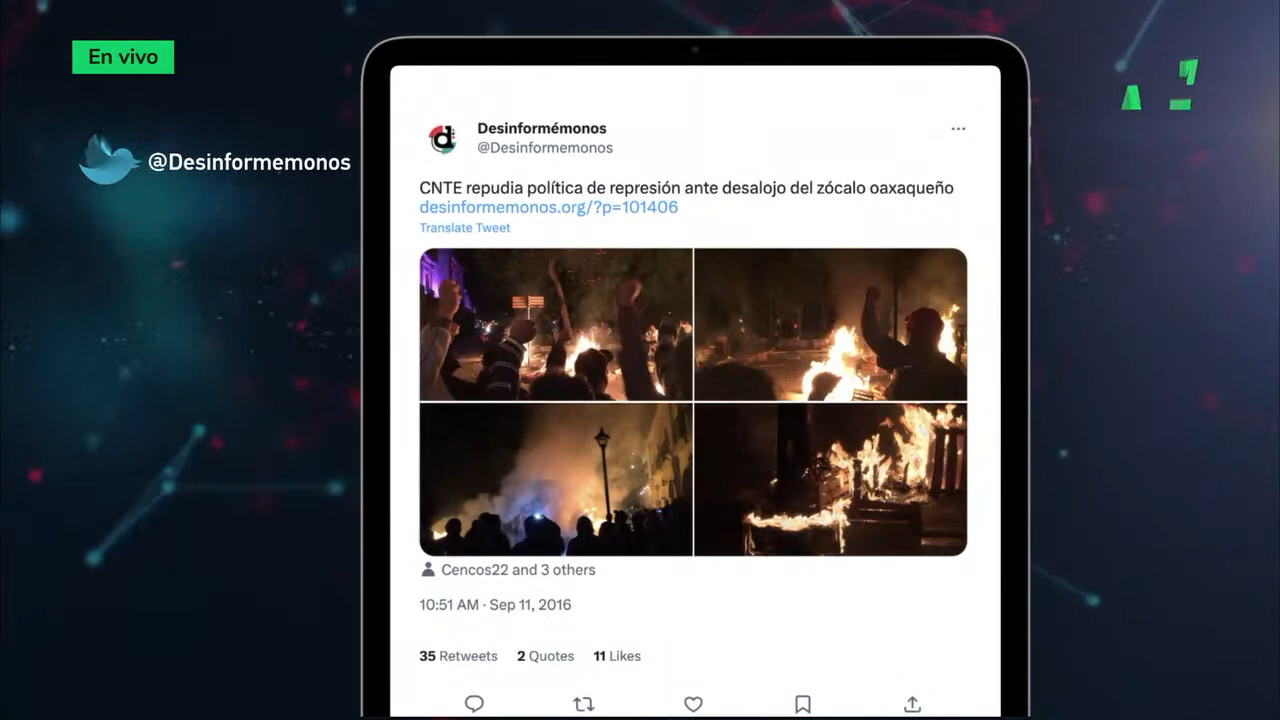 En vivo
@Desinformemonos
Desinformémonos
@Desinformemonos
CNTE repudia política de represión ante desalojo del zócalo oaxaqueño
desinformemonos.org/?p=101406
Translate Tweet
Cencos22 and 3 others
10:51 AM · Sep 11, 2016
35 Retweets 2 Quotes 11 Likes